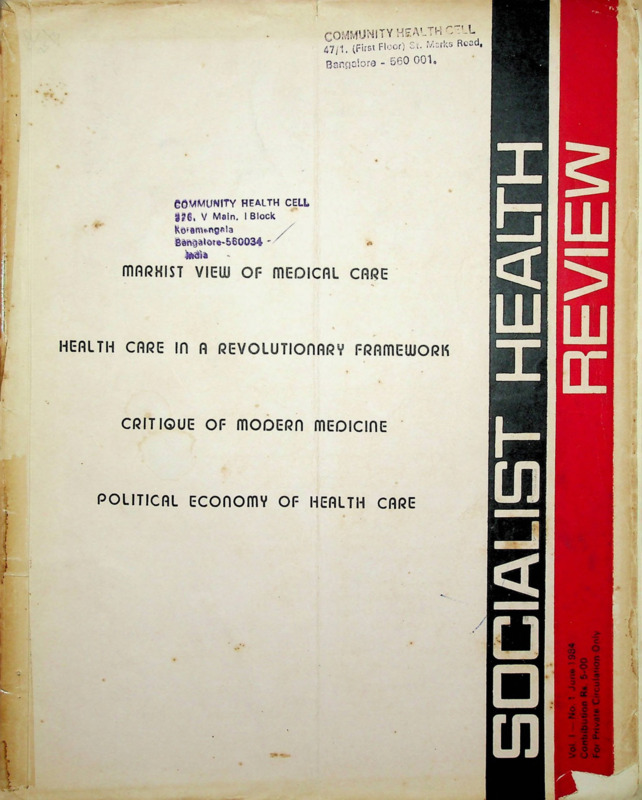 COMMUNITY HEALTH CELL
47/1, (First Floor) St. Marks Road,
Bangalore - 560 001.
COMMUNITY HEALTH CELL
326, V Main, I Block
Koramangala
Bangalore-560034
India
MARXIST VIEW OF MEDICAL CARE
HEALTH CARE IN A REVOLUTIONARY FRAMEWORK
CRITIQUE OF MODERN MEDICINE
POLITICAL ECONOMY OF HEALTH CARE
SOCIALIST HEALTH
REVIEW
Vol I - No. 1 June 1984
Contribution Rs. 5-00
For Private Circulation Only